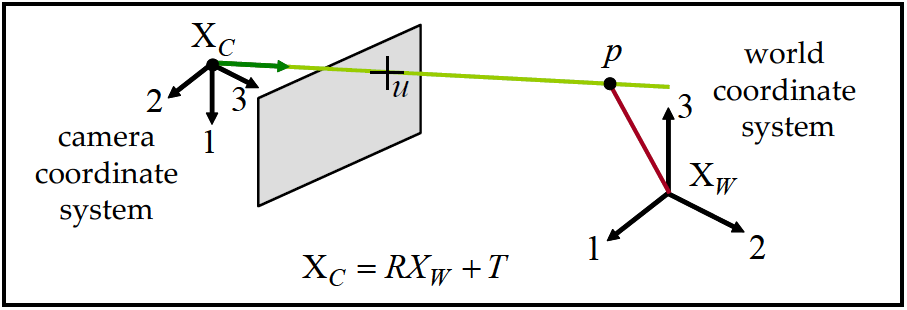 X_C
2
3
1
camera
coordinate
system
u
p
world
coordinate
system
3
X_W
1
2
X_C = RX_W + T